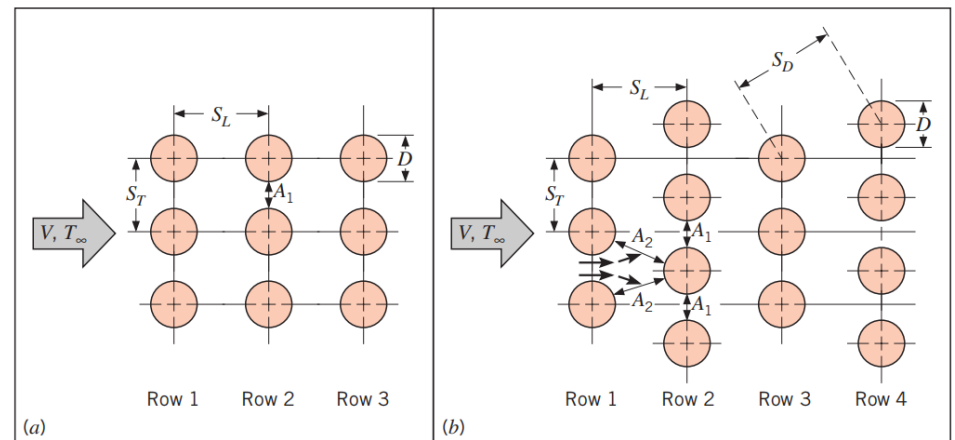 S_L
D
S_T
A_1
V, T_∞
Row 1 Row 2 Row 3
(a)
S_D
S_L
D
S_T
A_2
A_1
V, T_∞
A_2
A_1
Row 1 Row 2 Row 3 Row 4
(b)